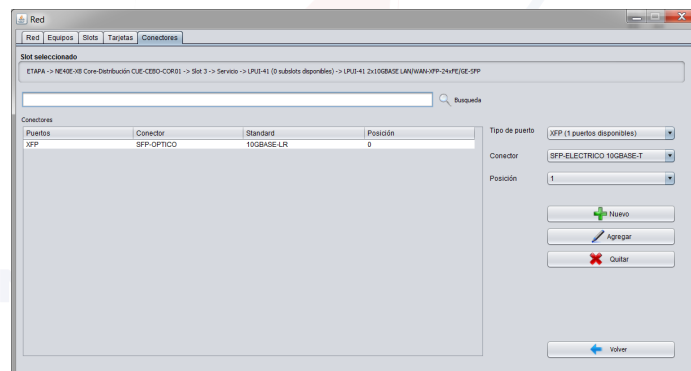 Red
Red Equipos Slots Tarjetas Conectores
Slot seleccionado
ETAPA -> NE40E-X8 Core-Distribución CUE-CEBO-COR01 -> Slot 3 -> Servicio -> LPUI-41 (0 subslots disponibles) -> LPUI-41 2x10GBASE LAN/WAN-XFP-24xFE/GE-SFP
Busqueda
Conectores
Puertos Conector Standard Posición
XFP SFP-OPTICO 10GBASE-LR 0
Tipo de puerto XFP (1 puertos disponibles)
Conector SFP-ELECTRICO 10GBASE-T
Posición 1
Nuevo
Agregar
Quitar
Volver